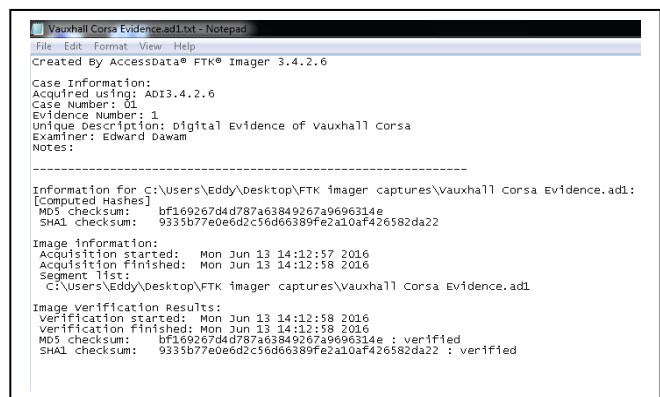 Vauxhall Corsa Evidence.ad1.txt - Notepad
File Edit Format View Help
Created By AccessData® FTK® Imager 3.4.2.6
Case Information:
Acquired using: ADI3.4.2.6
Case Number: 01
Evidence Number: 1
Unique Description: Digital Evidence of Vauxhall Corsa
Examiner: Edward Dawam
Notes:
--------------------------------------------------------------
Information for C:\Users\Eddy\Desktop\FTK imager captures\Vauxhall Corsa Evidence.ad1:
[Computed Hashes]
MD5 checksum: bf169267d4d787a63849267a9696314e
SHA1 checksum: 9335b77e0e6d2c56d66389fe2a10af426582da22
Image information:
Acquisition started: Mon Jun 13 14:12:57 2016
Acquisition finished: Mon Jun 13 14:12:58 2016
Segment list:
C:\Users\Eddy\Desktop\FTK imager captures\Vauxhall Corsa Evidence.ad1
Image Verification Results:
Verification started: Mon Jun 13 14:12:58 2016
Verification finished: Mon Jun 13 14:12:58 2016
MD5 checksum: bf169267d4d787a63849267a9696314e : verified
SHA1 checksum: 9335b77e0e6d2c56d66389fe2a10af426582da22 : verified